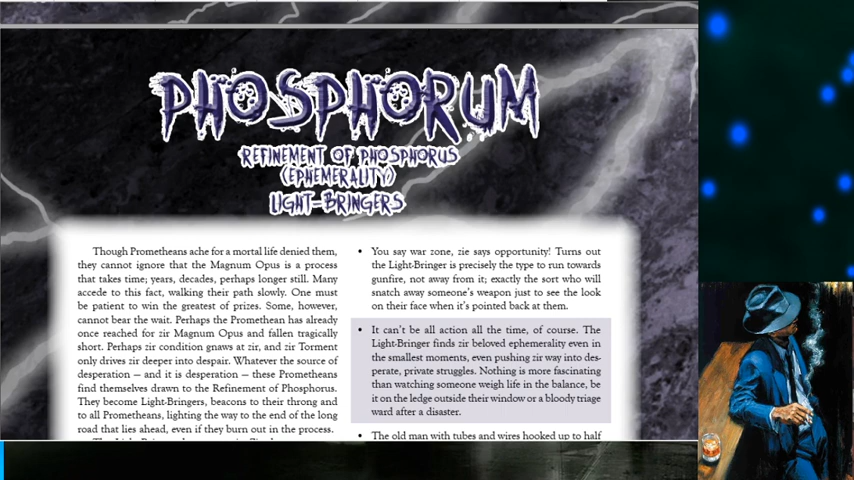 PHOSPHORUM
REFINEMENT OF PHOSPHORUS
(EPHEMERALITY)
LIGHT-BRINGERS
Though Prometheans ache for a mortal life denied them,
they cannot ignore that the Magnum Opus is a process
that takes time; years, decades, perhaps longer still. Many
accede to this fact, walking their path slowly. One must
be patient to win the greatest of prizes. Some, however,
cannot bear the wait. Perhaps the Promethean has already
once reached for zir Magnum Opus and fallen tragically
short. Perhaps zir condition gnaws at zir, and zir Torment
only drives zir deeper into despair. Whatever the source of
desperation — and it is desperation — these Prometheans
find themselves drawn to the Refinement of Phosphorus.
They become Light-Bringers, beacons to their throng and
to all Prometheans, lighting the way to the end of the long
road that lies ahead, even if they burn out in the process.
• You say war zone, zie says opportunity! Turns out
the Light-Bringer is precisely the type to run towards
gunfire, not away from it; exactly the sort who will
snatch away someone's weapon just to see the look
on their face when it's pointed back at them.
• It can't be all action all the time, of course. The
Light-Bringer finds zir beloved ephemerality even in
the smallest moments, even pushing zir way into des-
perate, private struggles. Nothing is more fascinating
than watching someone weigh life in the balance, be
it on the ledge outside their window or a bloody triage
ward after a disaster.
• The old man with tubes and wires hooked up to half